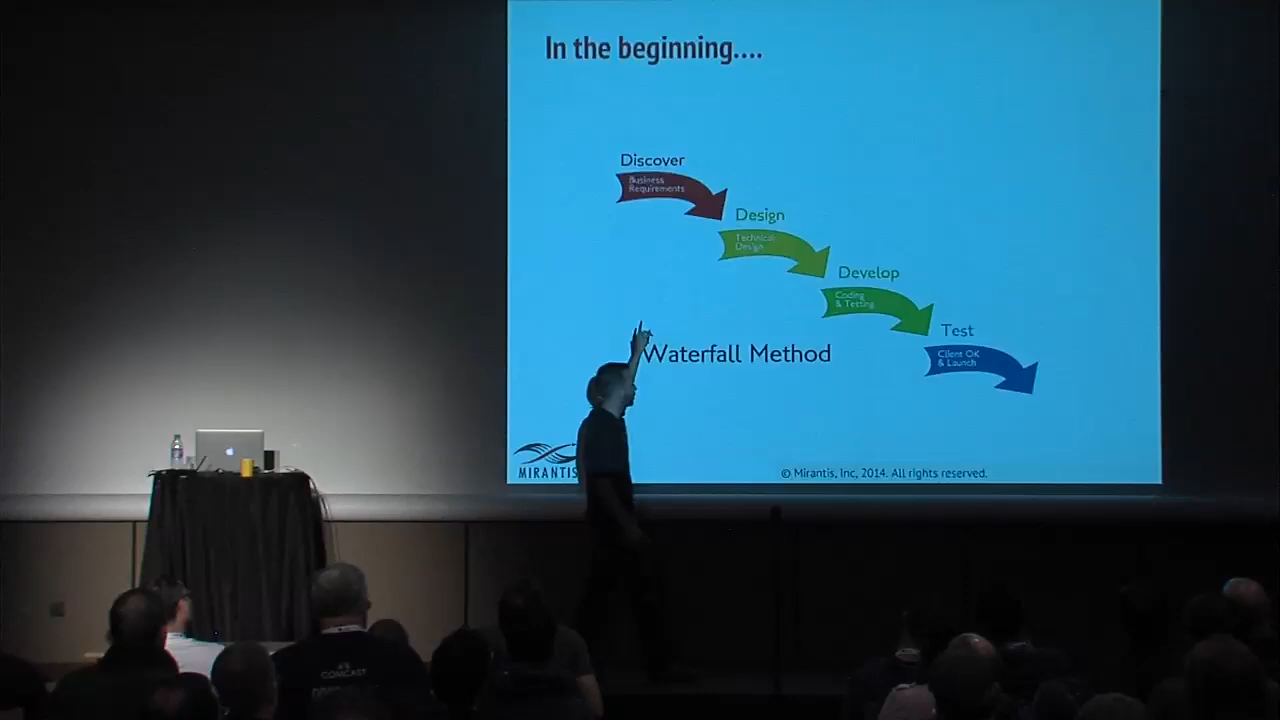 In the beginning....
Discover
Business
Requirements
Design
Technical
Design
Develop
Coding
& Testing
Test
Client OK
& Launch
Waterfall Method
MIRANTIS
© Mirantis, Inc, 2014. All rights reserved.
COMCAST